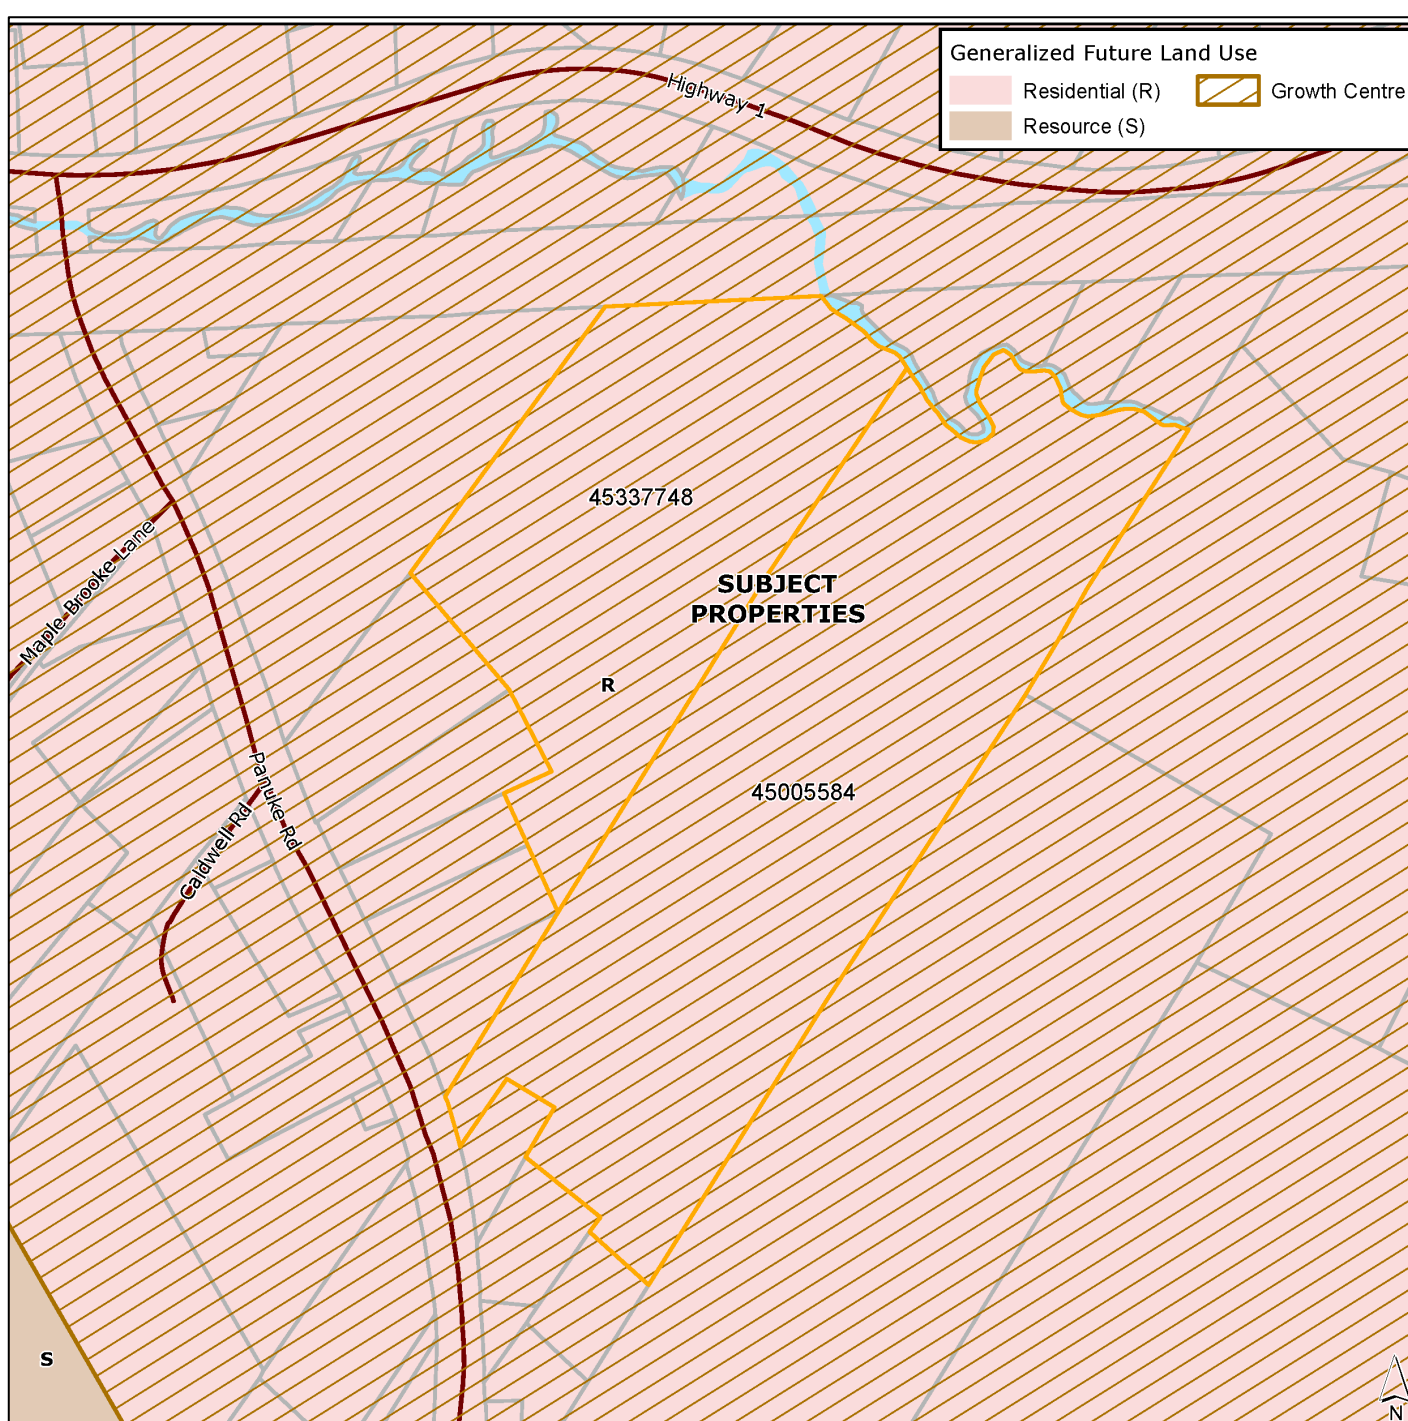 Generalized Future Land Use
Residential (R)
Growth Centre
Resource (S)
Highway 1
45337748
SUBJECT
PROPERTIES
R
Maple Brooke Lane
Panuke Rd
45005584
Caldwell Rd
S
N